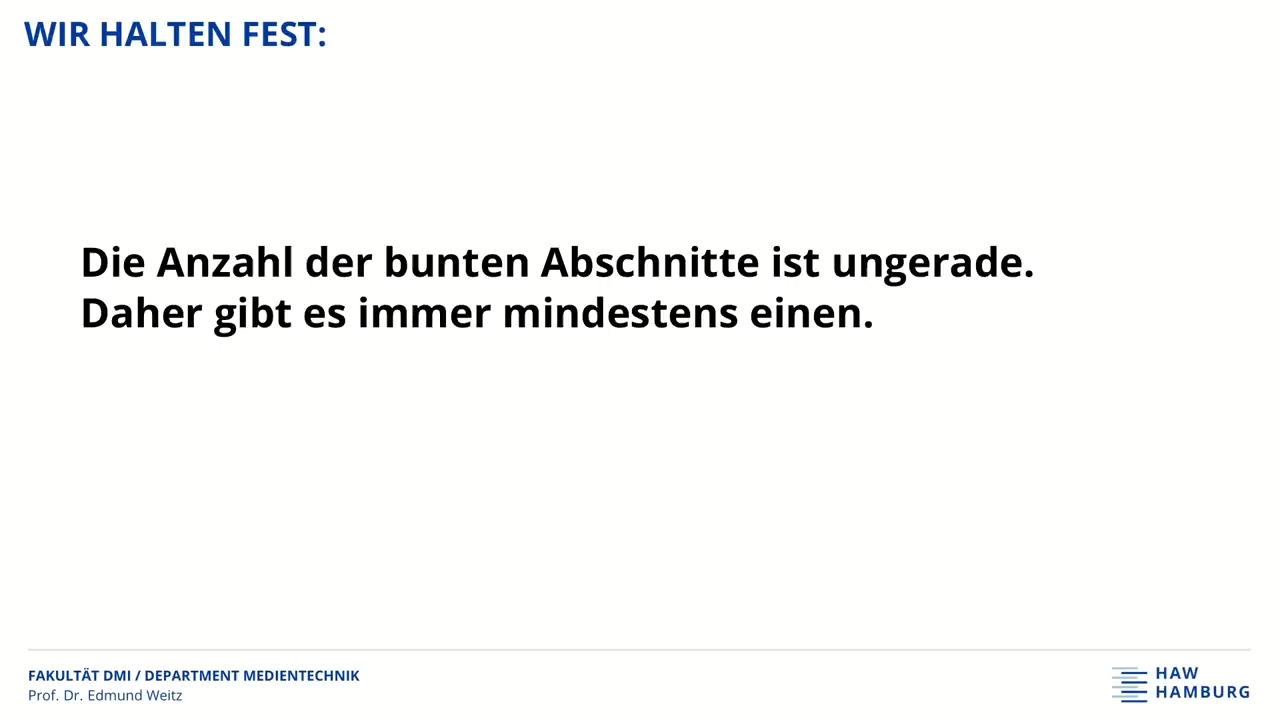 WIR HALTEN FEST:
Die Anzahl der bunten Abschnitte ist ungerade.
Daher gibt es immer mindestens einen.
FAKULTÄT DMI / DEPARTMENT MEDIENTECHNIK
Prof. Dr. Edmund Weitz
HAW
HAMBURG